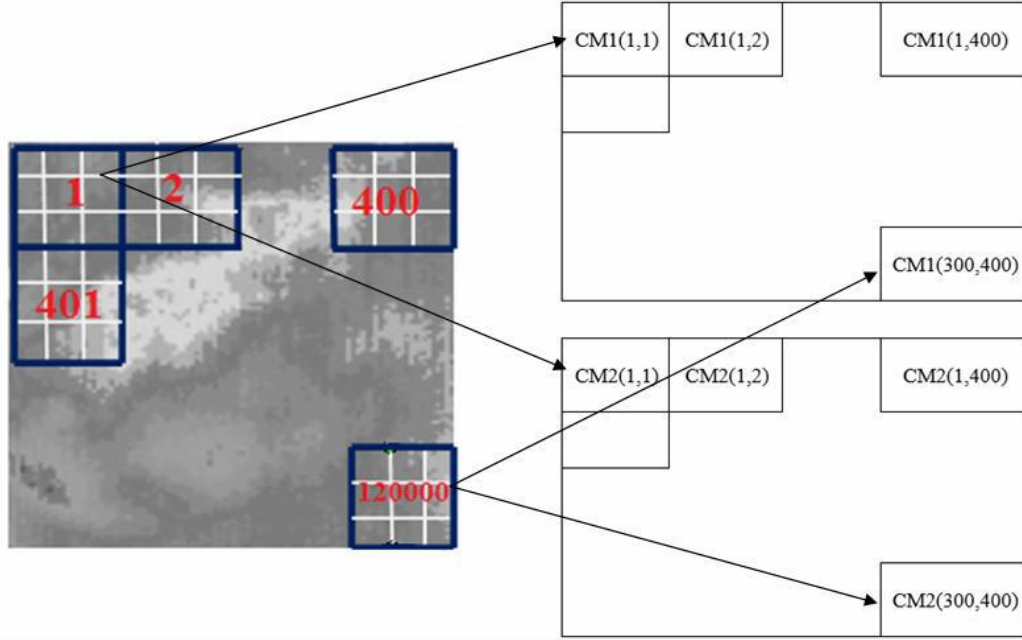 1
2
400
401
120000
CM1(1,1)
CM1(1,2)
CM1(1,400)
CM1(300,400)
CM2(1,1)
CM2(1,2)
CM2(1,400)
CM2(300,400)